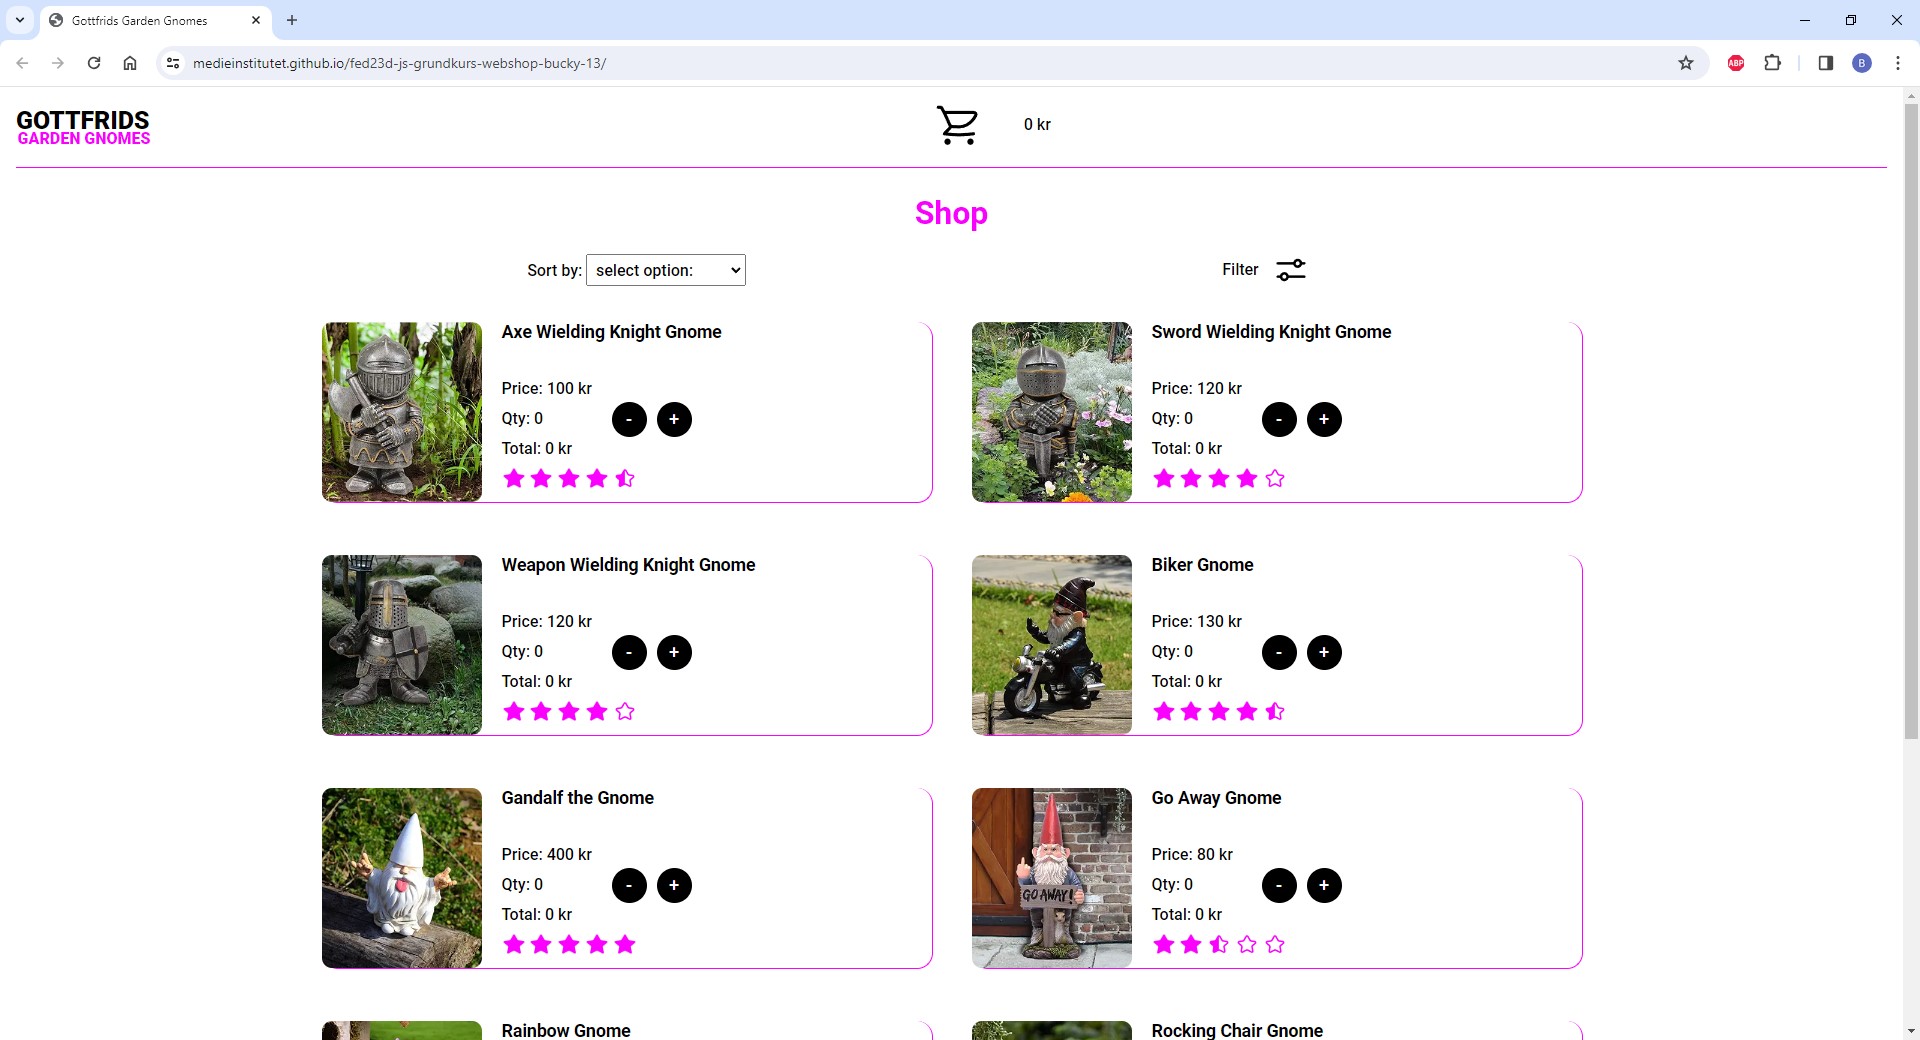 Gottfrids Garden Gnomes
medieinstitutet.github.io/fed23d-js-grundkurs-webshop-bucky-13/
ABP
B
GOTTFRIDS
GARDEN GNOMES
0 kr
Shop
Sort by: select option:
Filter
Axe Wielding Knight Gnome
Price: 100 kr
Qty: 0 - +
Total: 0 kr
Sword Wielding Knight Gnome
Price: 120 kr
Qty: 0 - +
Total: 0 kr
Weapon Wielding Knight Gnome
Price: 120 kr
Qty: 0 - +
Total: 0 kr
Biker Gnome
Price: 130 kr
Qty: 0 - +
Total: 0 kr
Gandalf the Gnome
Price: 400 kr
Qty: 0 - +
Total: 0 kr
Go Away Gnome
GO AWAY!
Price: 80 kr
Qty: 0 - +
Total: 0 kr
Rainbow Gnome
Rocking Chair Gnome